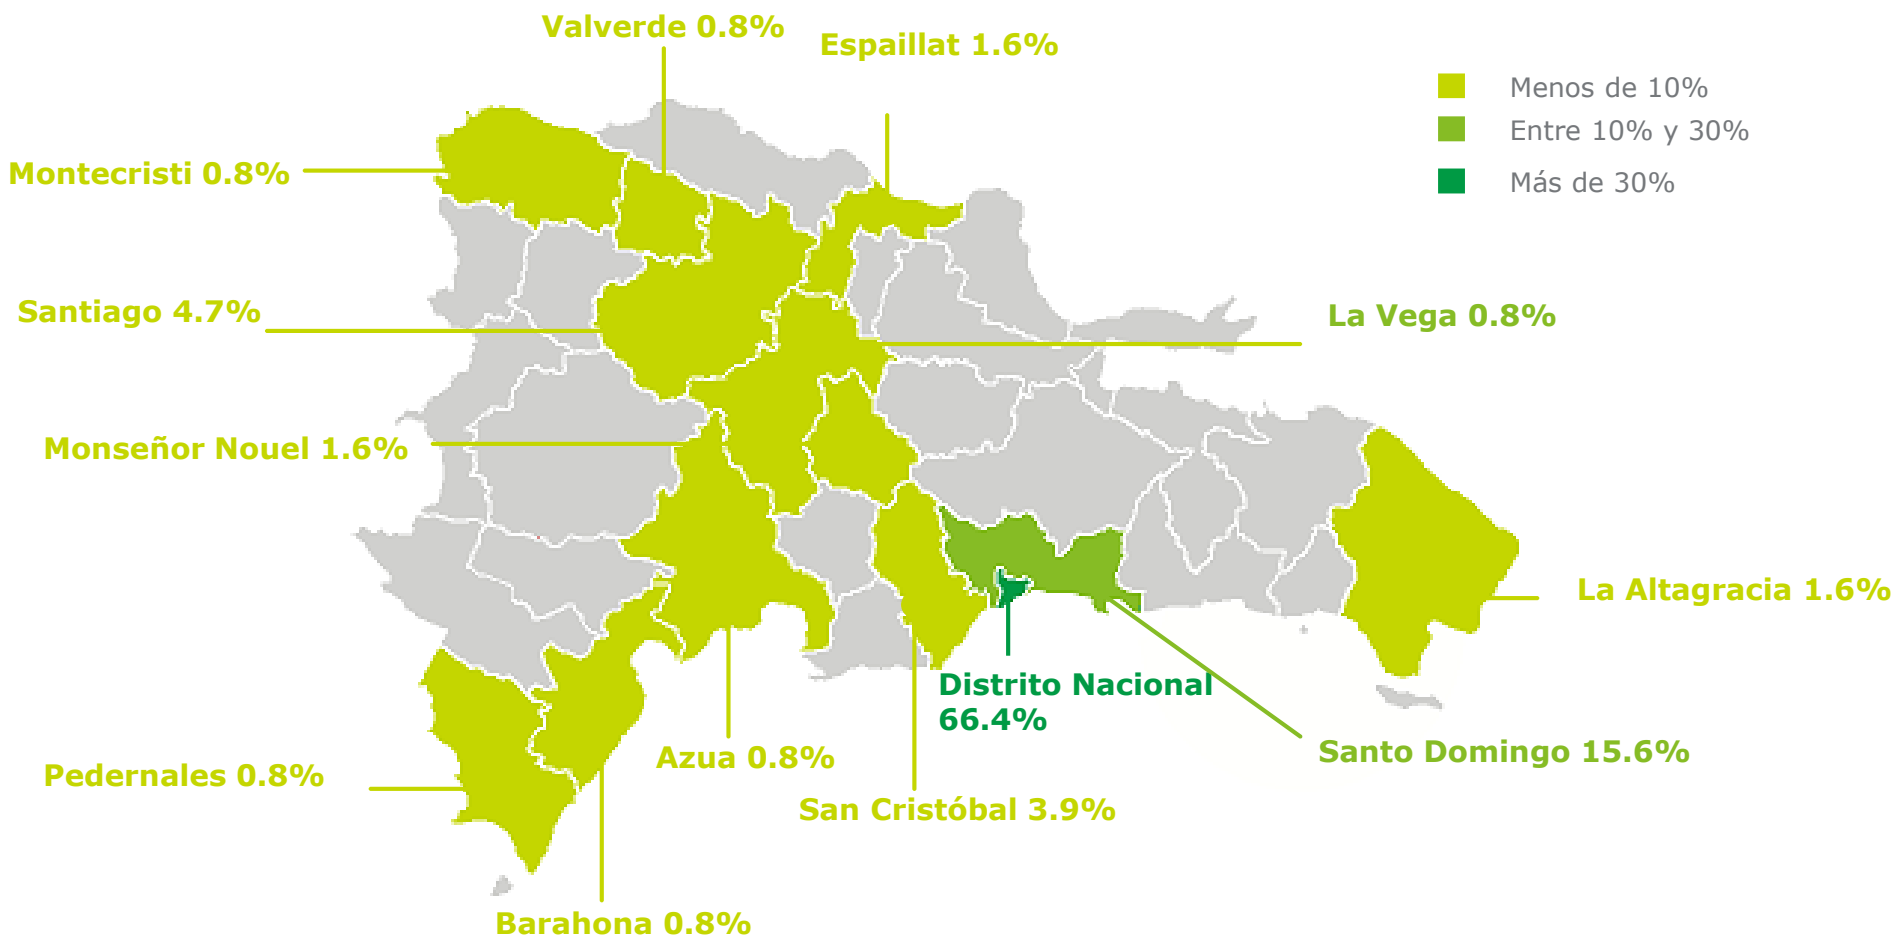 Valverde 0.8%
Espaillat 1.6%
Menos de 10%
Entre 10% y 30%
Más de 30%
Montecristi 0.8%
Santiago 4.7%
La Vega 0.8%
Monseñor Nouel 1.6%
La Altagracia 1.6%
Distrito Nacional
66.4%
Santo Domingo 15.6%
Azua 0.8%
Pedernales 0.8%
San Cristóbal 3.9%
Barahona 0.8%